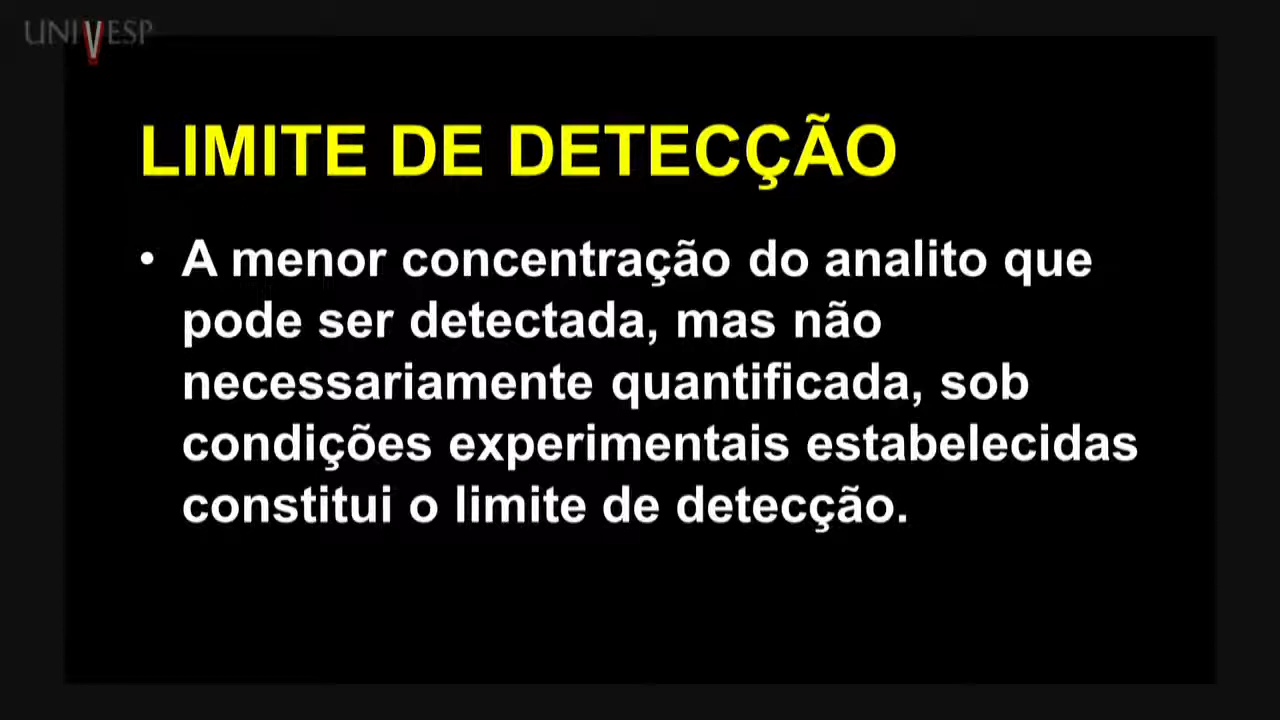 UNIVESP
LIMITE DE DETECÇÃO
• A menor concentração do analito que
pode ser detectada, mas não
necessariamente quantificada, sob
condições experimentais estabelecidas
constitui o limite de detecção.